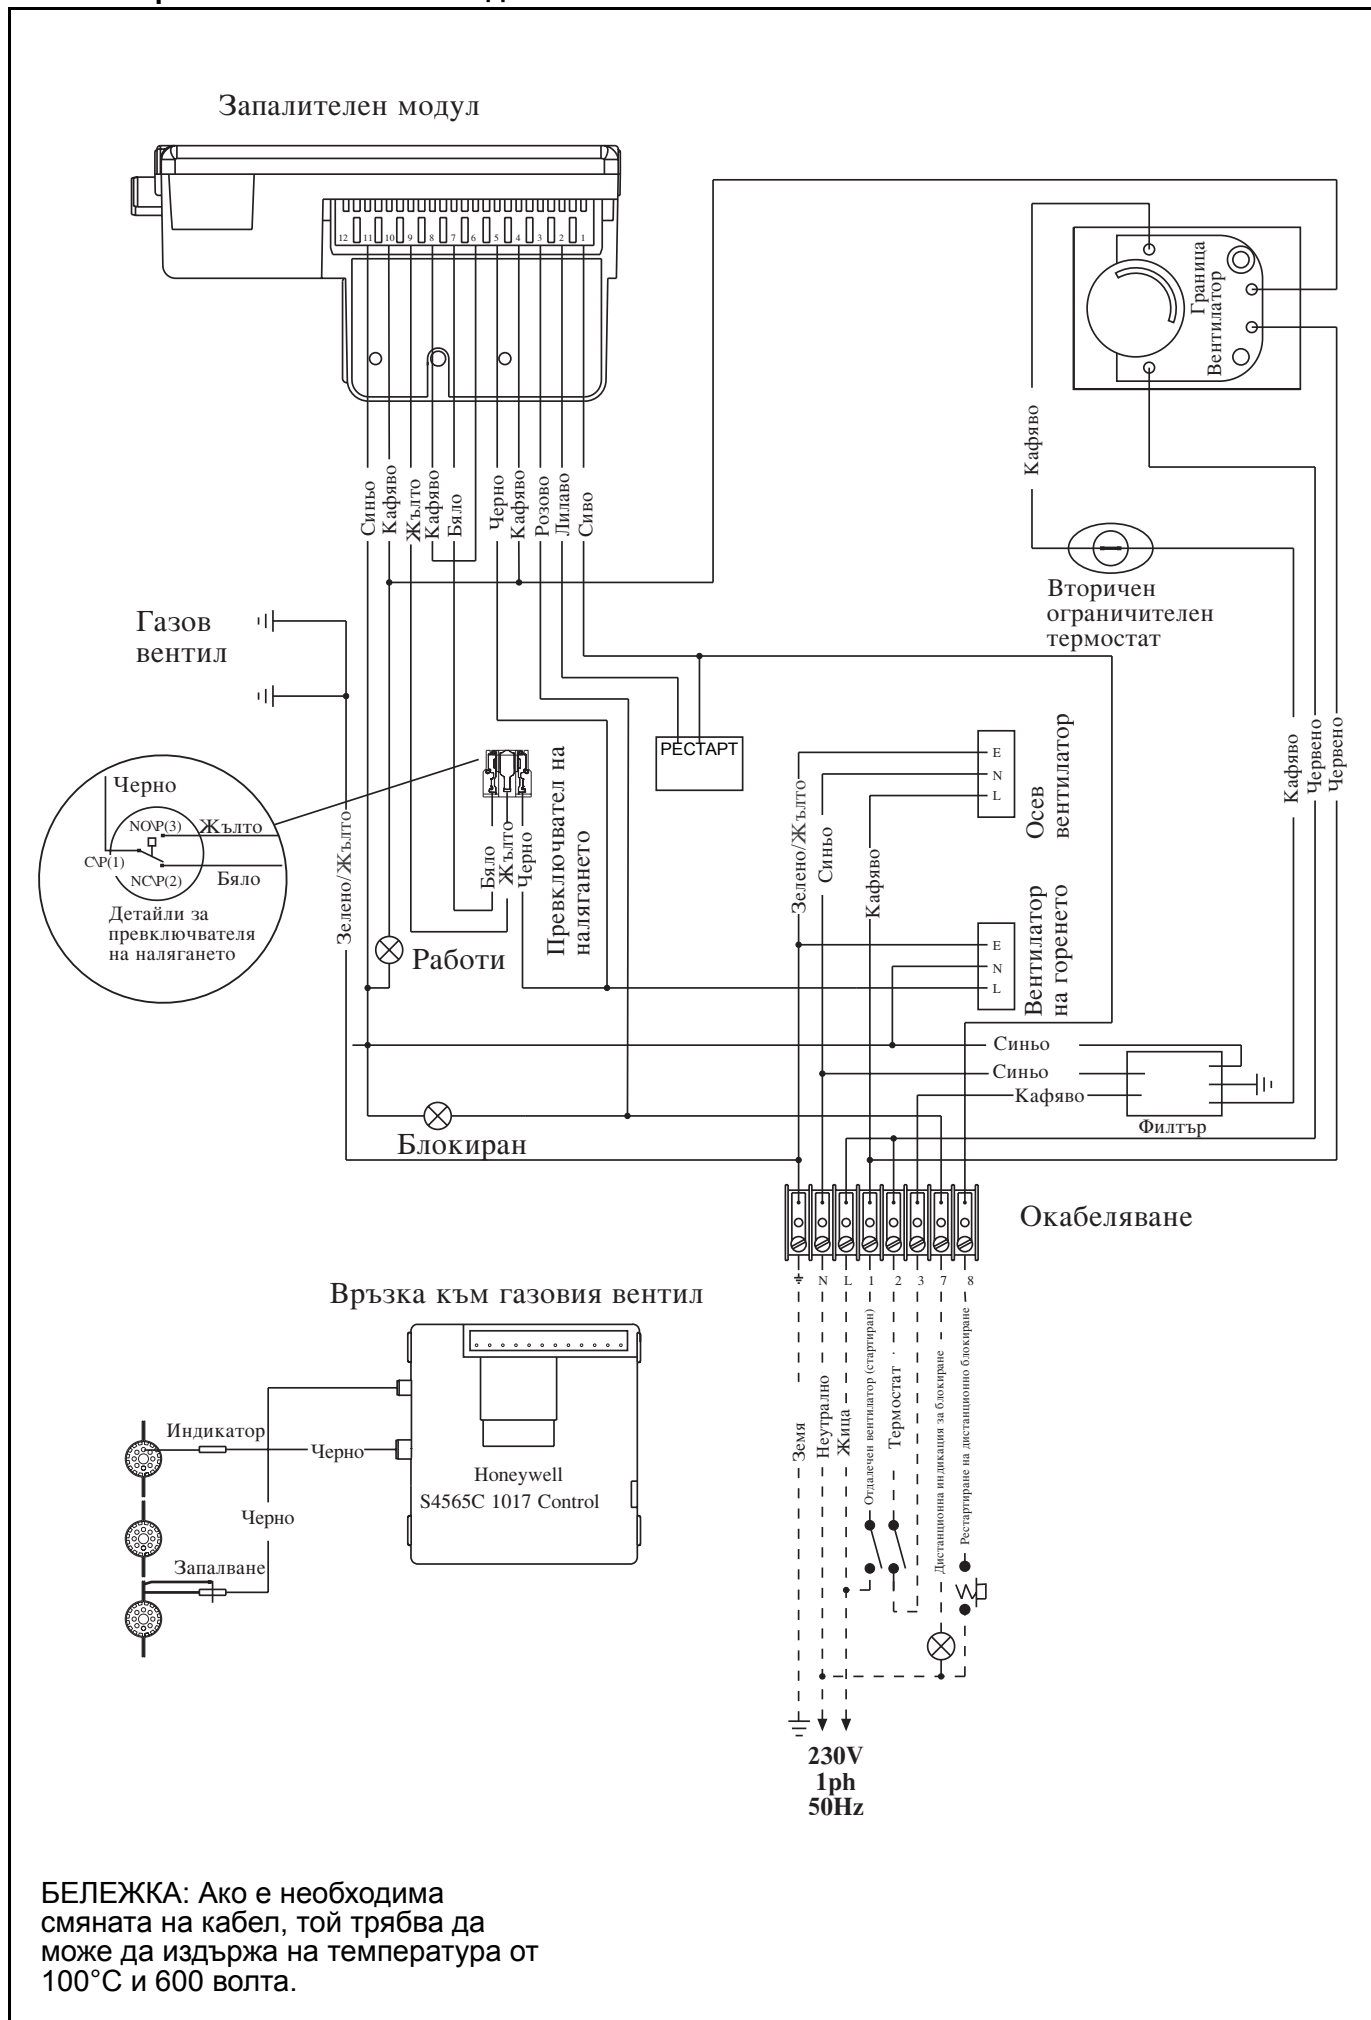 Запалителен модул
12 11 10 9 8 7 6 5 4 3 2 1
Граница
Вентилатор
Синьо
Кафяво
Жълто
Кафяво
Бяло
Черно
Кафяво
Розово
Лилаво
Сиво
Кафяво
Вторичен
ограничителен
термостат
Газов
вентил
РЕСТАРТ
Превключвател на
налягането
Бяло
Жълто
Черно
Черно
NO\P(3)
Жълто
C\P(1)
NC\P(2)
Бяло
Детайли за
превключвателя
на налягането
Зелено/Жълто
Работи
Зелено/Жълто
Синьо
Кафяво
E
N
L
Осев
вентилатор
E
N
L
Вентилатор
на горенето
Кафяво
Червено
Червено
Синьо
Синьо
Кафяво
Филтър
Блокиран
Окабеляване
N L 1 2 3 7 8
Земя
Неутрално
Жица
Отдалечен вентилатор (стартиран)
Термостат
Дистанционна индикация за блокиране
Рестартиране на дистанционно блокиране
Връзка към газовия вентил
Индикатор
Черно
Черно
Запалване
Honeywell
S4565C 1017 Control
230V
1ph
50Hz
БЕЛЕЖКА: Ако е необходима
смяната на кабел, той трябва да
може да издържа на температура от
100°C и 600 волта.